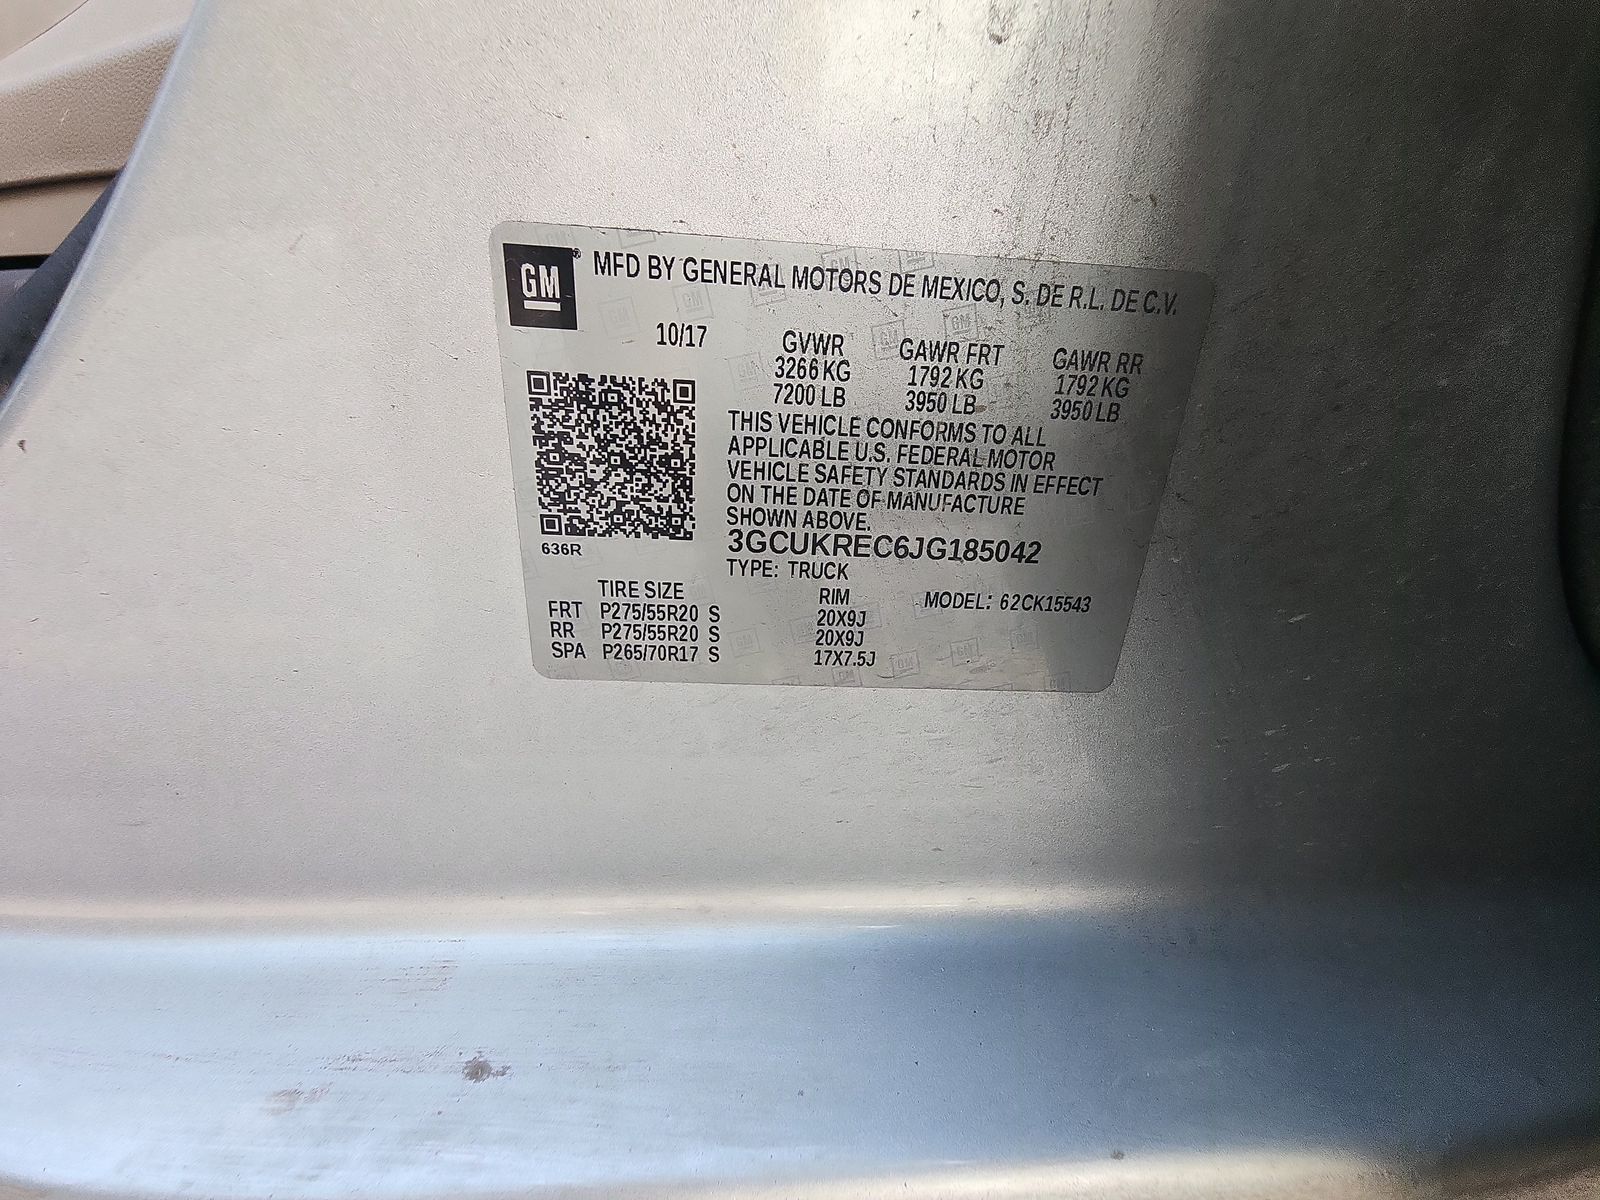 GM® MFD BY GENERAL MOTORS DE MEXICO, S. DE R.L. DE C.V.
10/17 GVWR GAWR FRT GAWR RR
3266 KG 1792 KG 1792 KG
7200 LB 3950 LB 3950 LB
THIS VEHICLE CONFORMS TO ALL
APPLICABLE U.S. FEDERAL MOTOR
VEHICLE SAFETY STANDARDS IN EFFECT
ON THE DATE OF MANUFACTURE
SHOWN ABOVE.
636R 3GCUKREC6JG185042
TYPE: TRUCK
TIRE SIZE RIM MODEL: 62CK15543
FRT P275/55R20 S 20X9J
RR P275/55R20 S 20X9J
SPA P265/70R17 S 17X7.5J